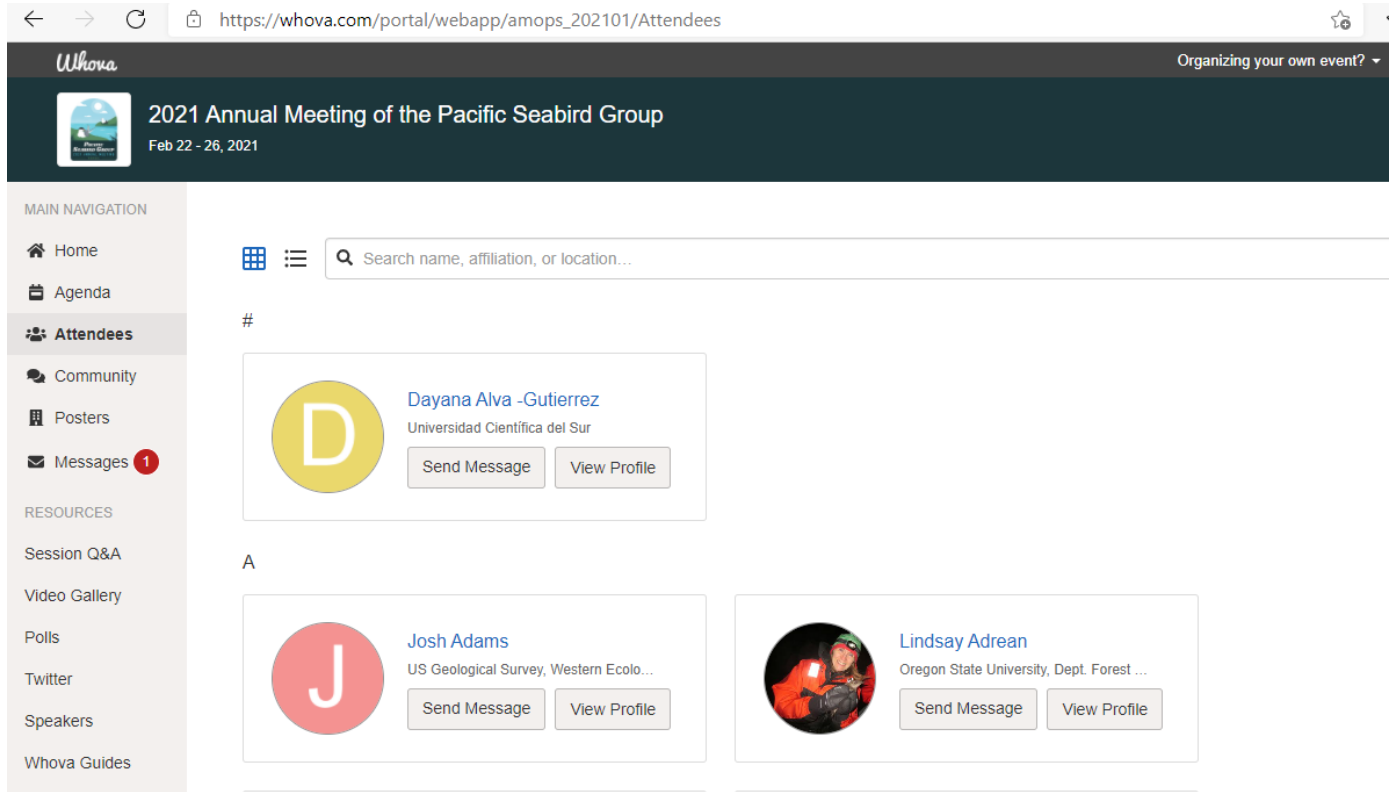 https://whova.com/portal/webapp/amops_202101/Attendees
Whova
Organizing your own event?
2021 Annual Meeting of the Pacific Seabird Group
Feb 22 - 26, 2021
PACIFIC
SEABIRD GROUP
MAIN NAVIGATION
Home
Agenda
Attendees
Community
Posters
Messages 1
RESOURCES
Session Q&A
Video Gallery
Polls
Twitter
Speakers
Whova Guides
Search name, affiliation, or location...
#
D
Dayana Alva -Gutierrez
Universidad Científica del Sur
Send Message View Profile
A
J
Josh Adams
US Geological Survey, Western Ecolo...
Send Message View Profile
Lindsay Adrean
Oregon State University, Dept. Forest ...
Send Message View Profile